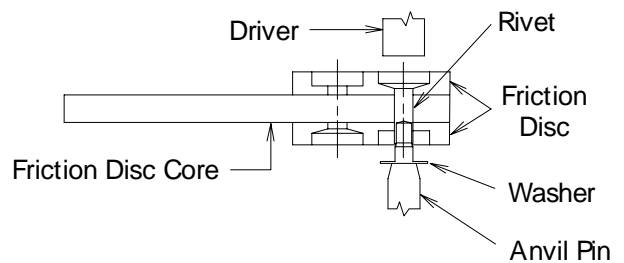 Driver
Rivet
Friction
Disc
Friction Disc Core
Washer
Anvil Pin